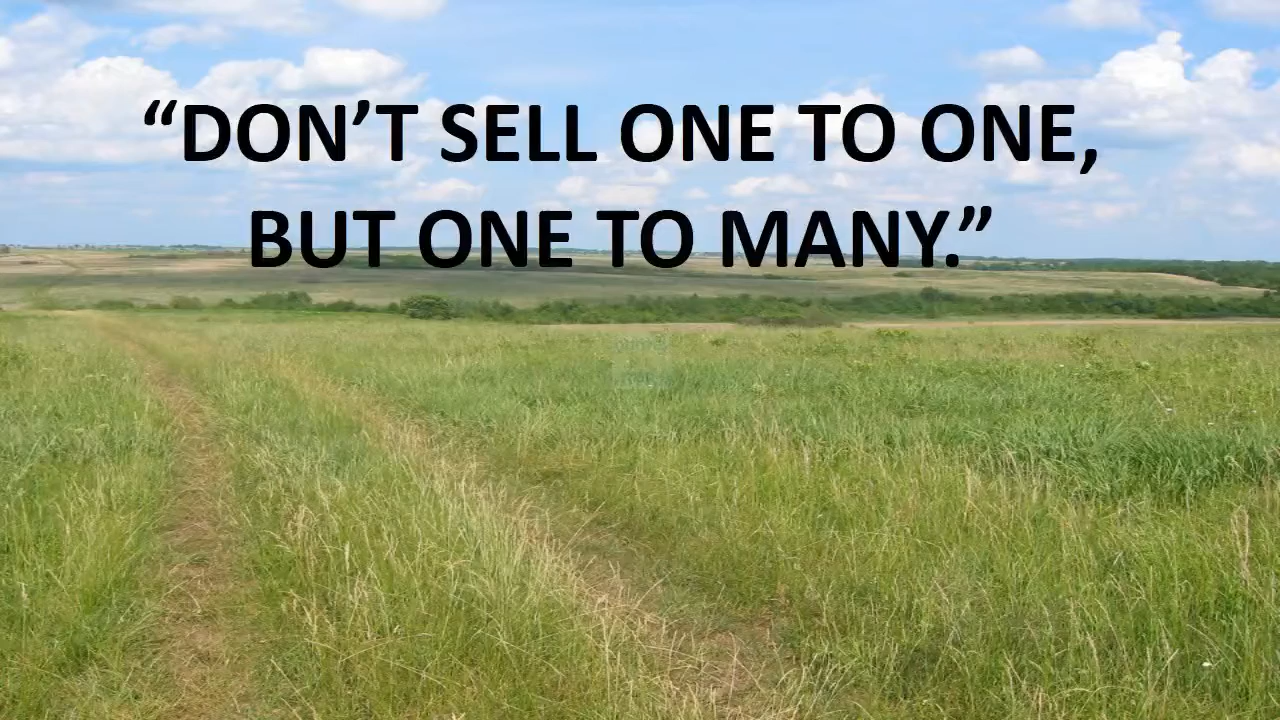 “DON’T SELL ONE TO ONE,
BUT ONE TO MANY.”